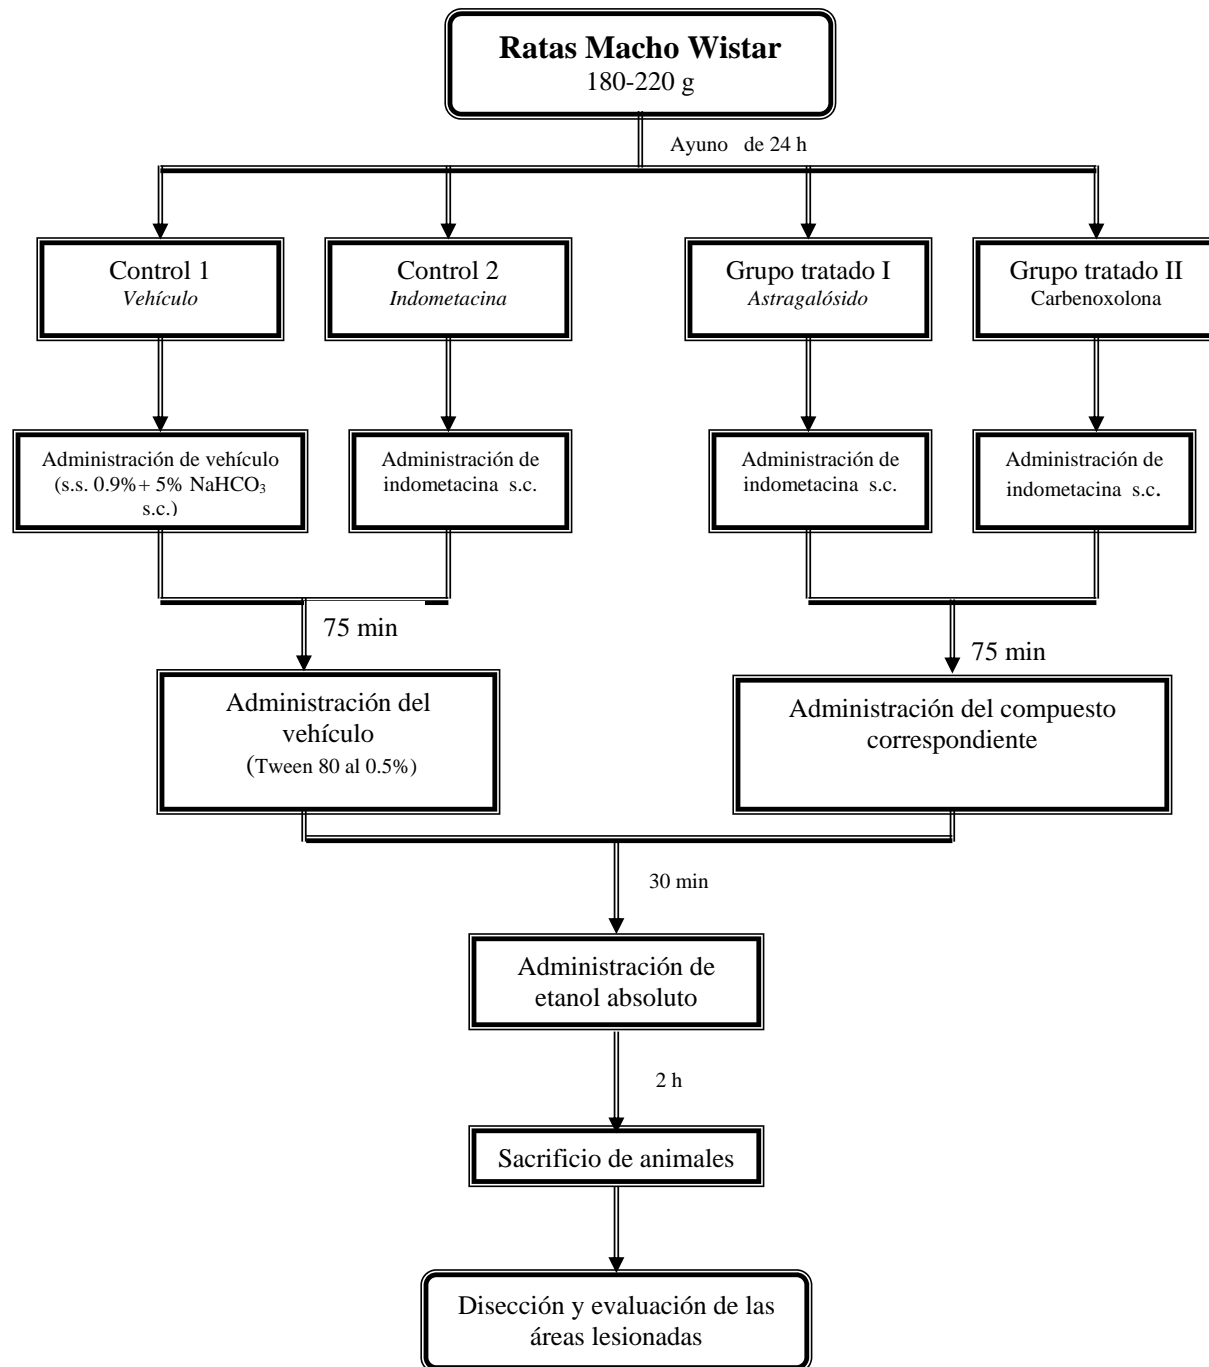 Ratas Macho Wistar
180-220 g
Ayuno de 24 h
Control 1
Vehículo
Control 2
Indometacina
Grupo tratado I
Astragalósido
Grupo tratado II
Carbenoxolona
Administración de vehículo
(s.s. 0.9%+ 5% NaHCO₃
s.c.)
Administración de
indometacina s.c.
Administración de
indometacina s.c.
Administración de
indometacina s.c.
75 min
75 min
Administración del
vehículo
(Tween 80 al 0.5%)
Administración del compuesto
correspondiente
30 min
Administración de
etanol absoluto
2 h
Sacrificio de animales
Disección y evaluación de las
áreas lesionadas